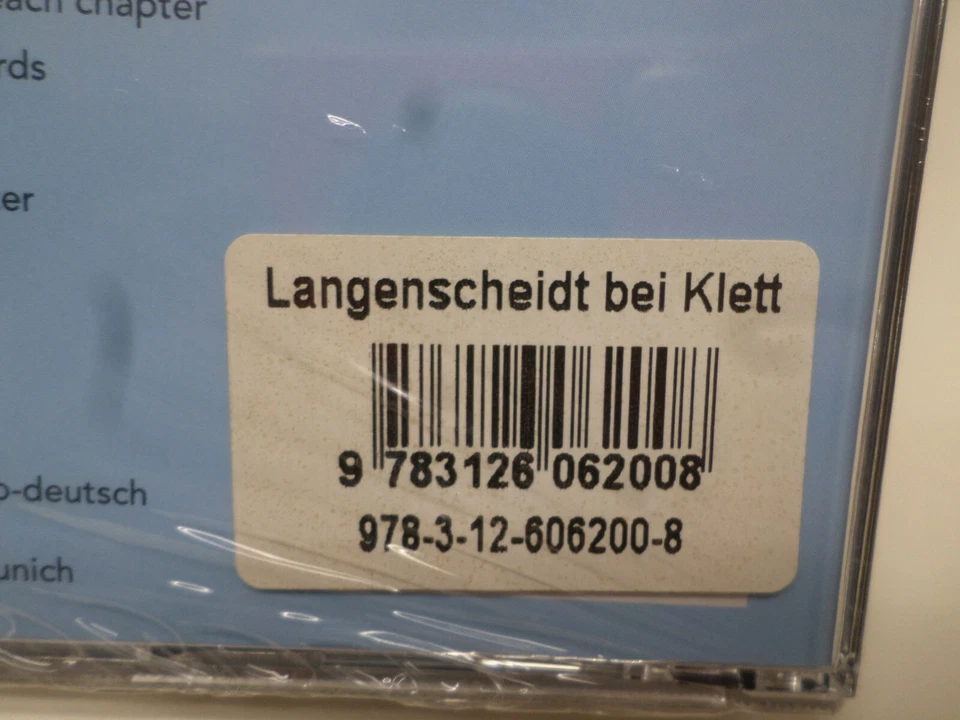 each chapter
rds
er
Langenscheidt bei Klett
9 783126 062008
978-3-12-606200-8
o-deutsch
unich